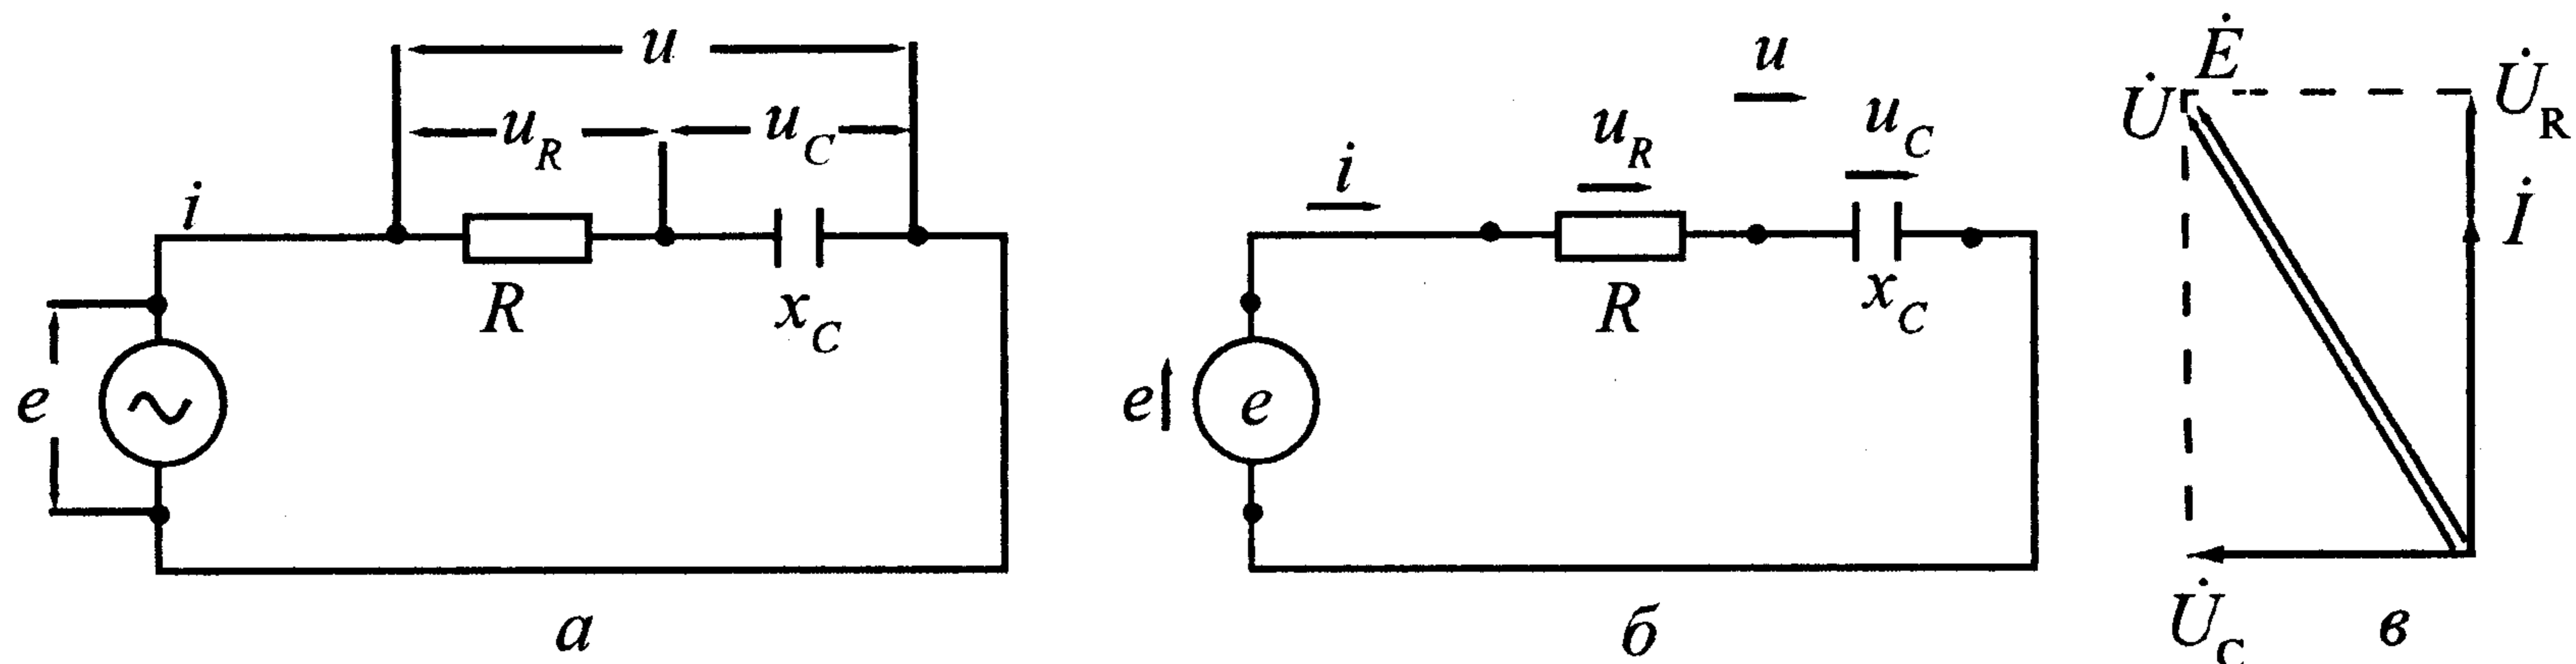 u
u_R u_C
i
R x_C
e
а
u
u_R u_C
i
R x_C
e e
б
Ė
U̇ U̇_R
İ
U̇_C
в